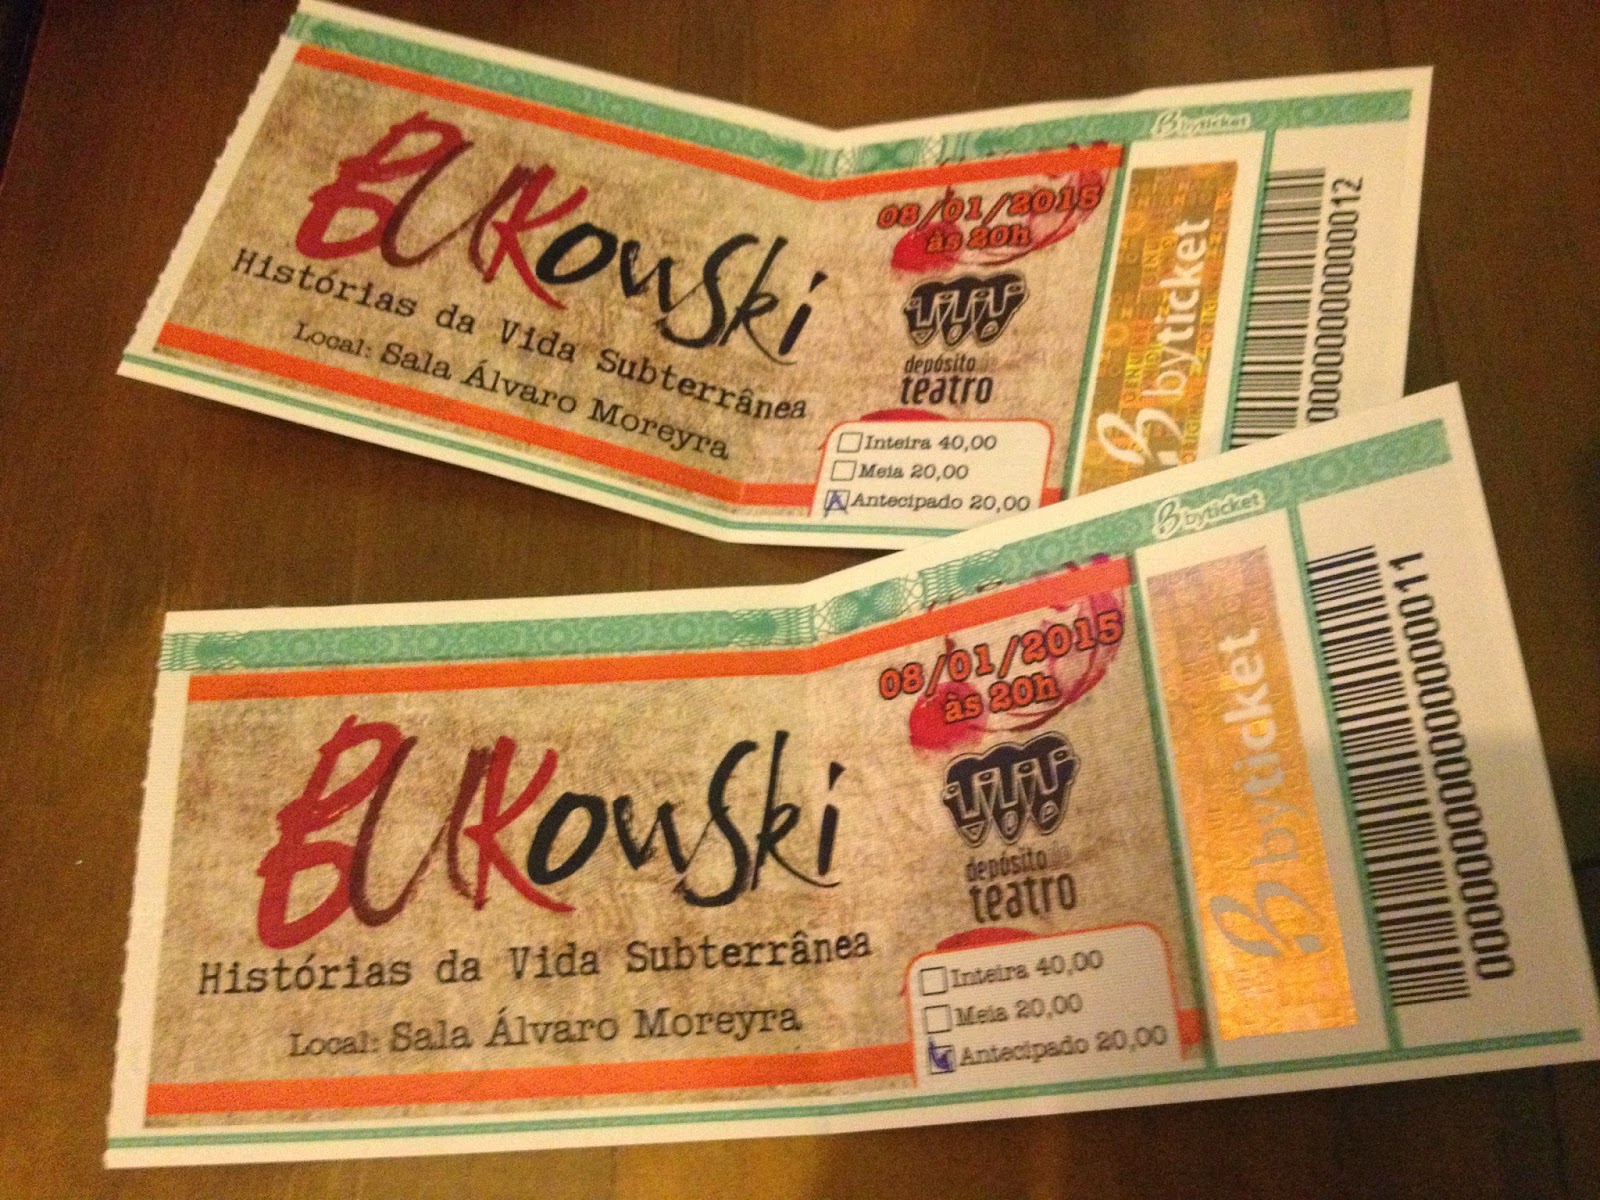 Bukowski
Histórias da Vida Subterrânea
Local: Sala Álvaro Moreyra
08/01/2015
às 20h
depósito de
teatro
Inteira 40,00
Meia 20,00
Antecipado 20,00
byticket
byticket
Bukowski
Histórias da Vida Subterrânea
Local: Sala Álvaro Moreyra
08/01/2015
às 20h
depósito de
teatro
Inteira 40,00
Meia 20,00
Antecipado 20,00
byticket
byticket